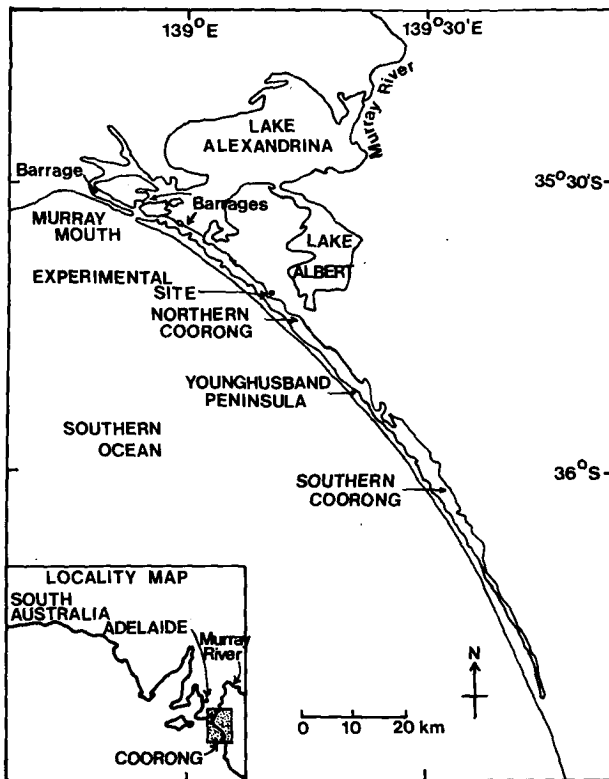 139°E
139°30'E
Murray River
LAKE
ALEXANDRINA
35°30'S
Barrage
Barrages
MURRAY
MOUTH
LAKE
ALBERT
EXPERIMENTAL
SITE
NORTHERN
COORONG
YOUNGHUSBAND
PENINSULA
SOUTHERN
OCEAN
36°S
SOUTHERN
COORONG
LOCALITY MAP
SOUTH
AUSTRALIA
ADELAIDE
Murray
River
COORONG
N
0 10 20 km